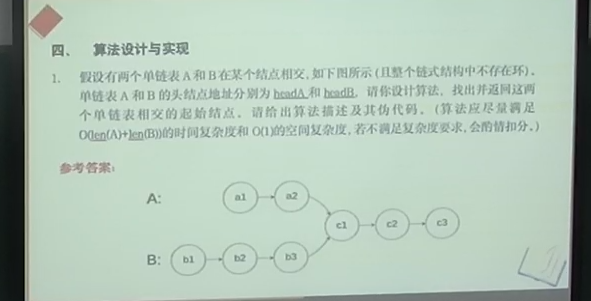 四、 算法设计与实现
1. 假设有两个单链表 A 和 B 在某个结点相交,如下图所示(且整个链式结构中不存在环)。
单链表 A 和 B 的头结点地址分别为 headA 和 headB。请你设计算法,找出并返回这两
个单链表相交的起始结点。请给出算法描述及其伪代码。(算法应尽量满足
O(len(A)+len(B))的时间复杂度和 O(1)的空间复杂度,若不满足复杂度要求,会酌情扣分。)
参考答案:
A: a1 a2
c1 c2 c3
B: b1 b2 b3